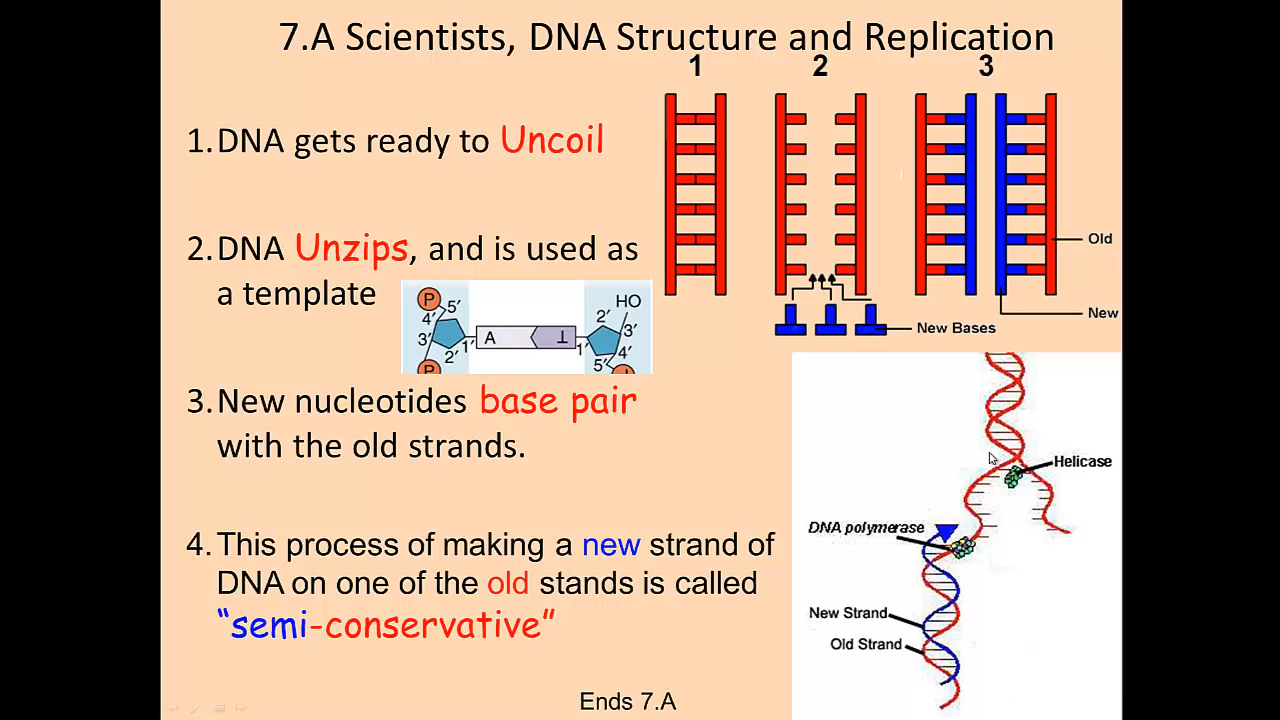 7.A Scientists, DNA Structure and Replication
1 2 3
1. DNA gets ready to Uncoil
2. DNA Unzips, and is used as
a template
P 5′ 4′ 3′ 2′ 1′ A T 1′ 2′ 3′ 4′ 5′ HO
P
3. New nucleotides base pair
with the old strands.
4. This process of making a new strand of
DNA on one of the old stands is called
“semi-conservative”
Old
New
New Bases
Helicase
DNA polymerase
New Strand
Old Strand
Ends 7.A